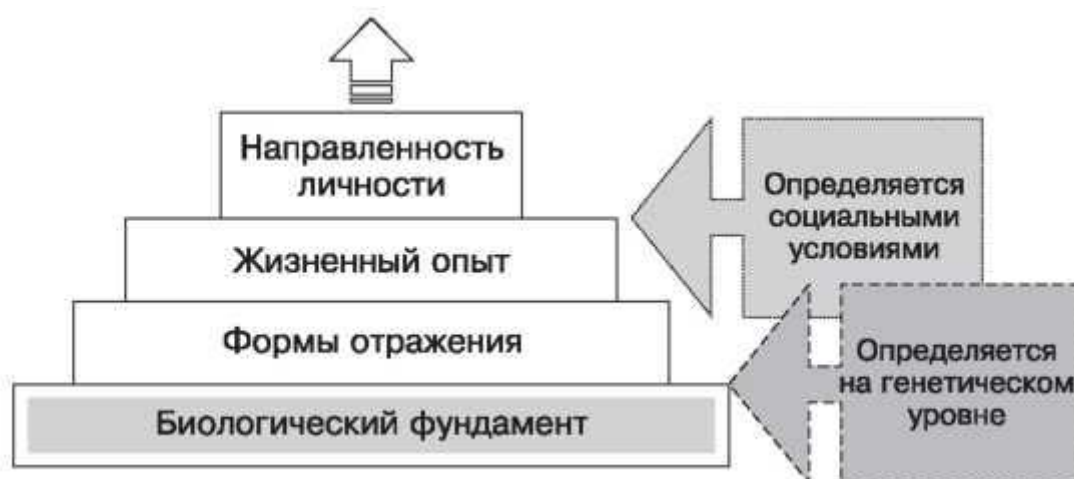 Направленность
личности
Жизненный опыт
Формы отражения
Биологический фундамент
Определяется
социальными
условиями
Определяется
на генетическом
уровне